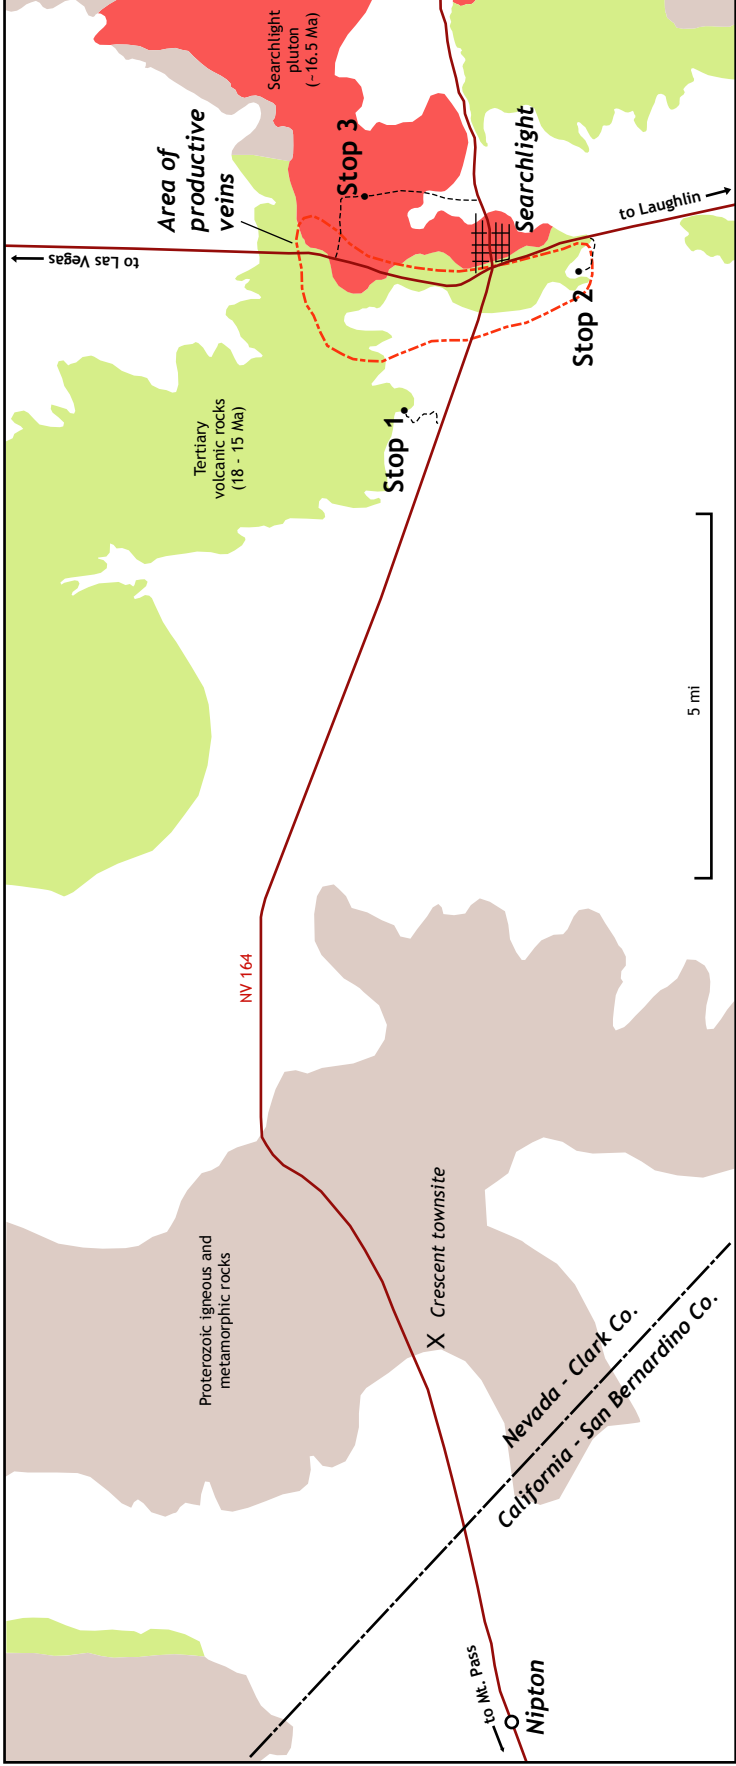 Searchlight
pluton
(~16.5 Ma)
Area of
productive
veins
Stop 3
Searchlight
to Laughlin
to Las Vegas
Stop 2
Stop 1
Tertiary
volcanic rocks
(18 - 15 Ma)
5 mi
NV 164
Proterozoic igneous and
metamorphic rocks
X Crescent townsite
Nevada - Clark Co.
California - San Bernardino Co.
to Mt. Pass
Nipton